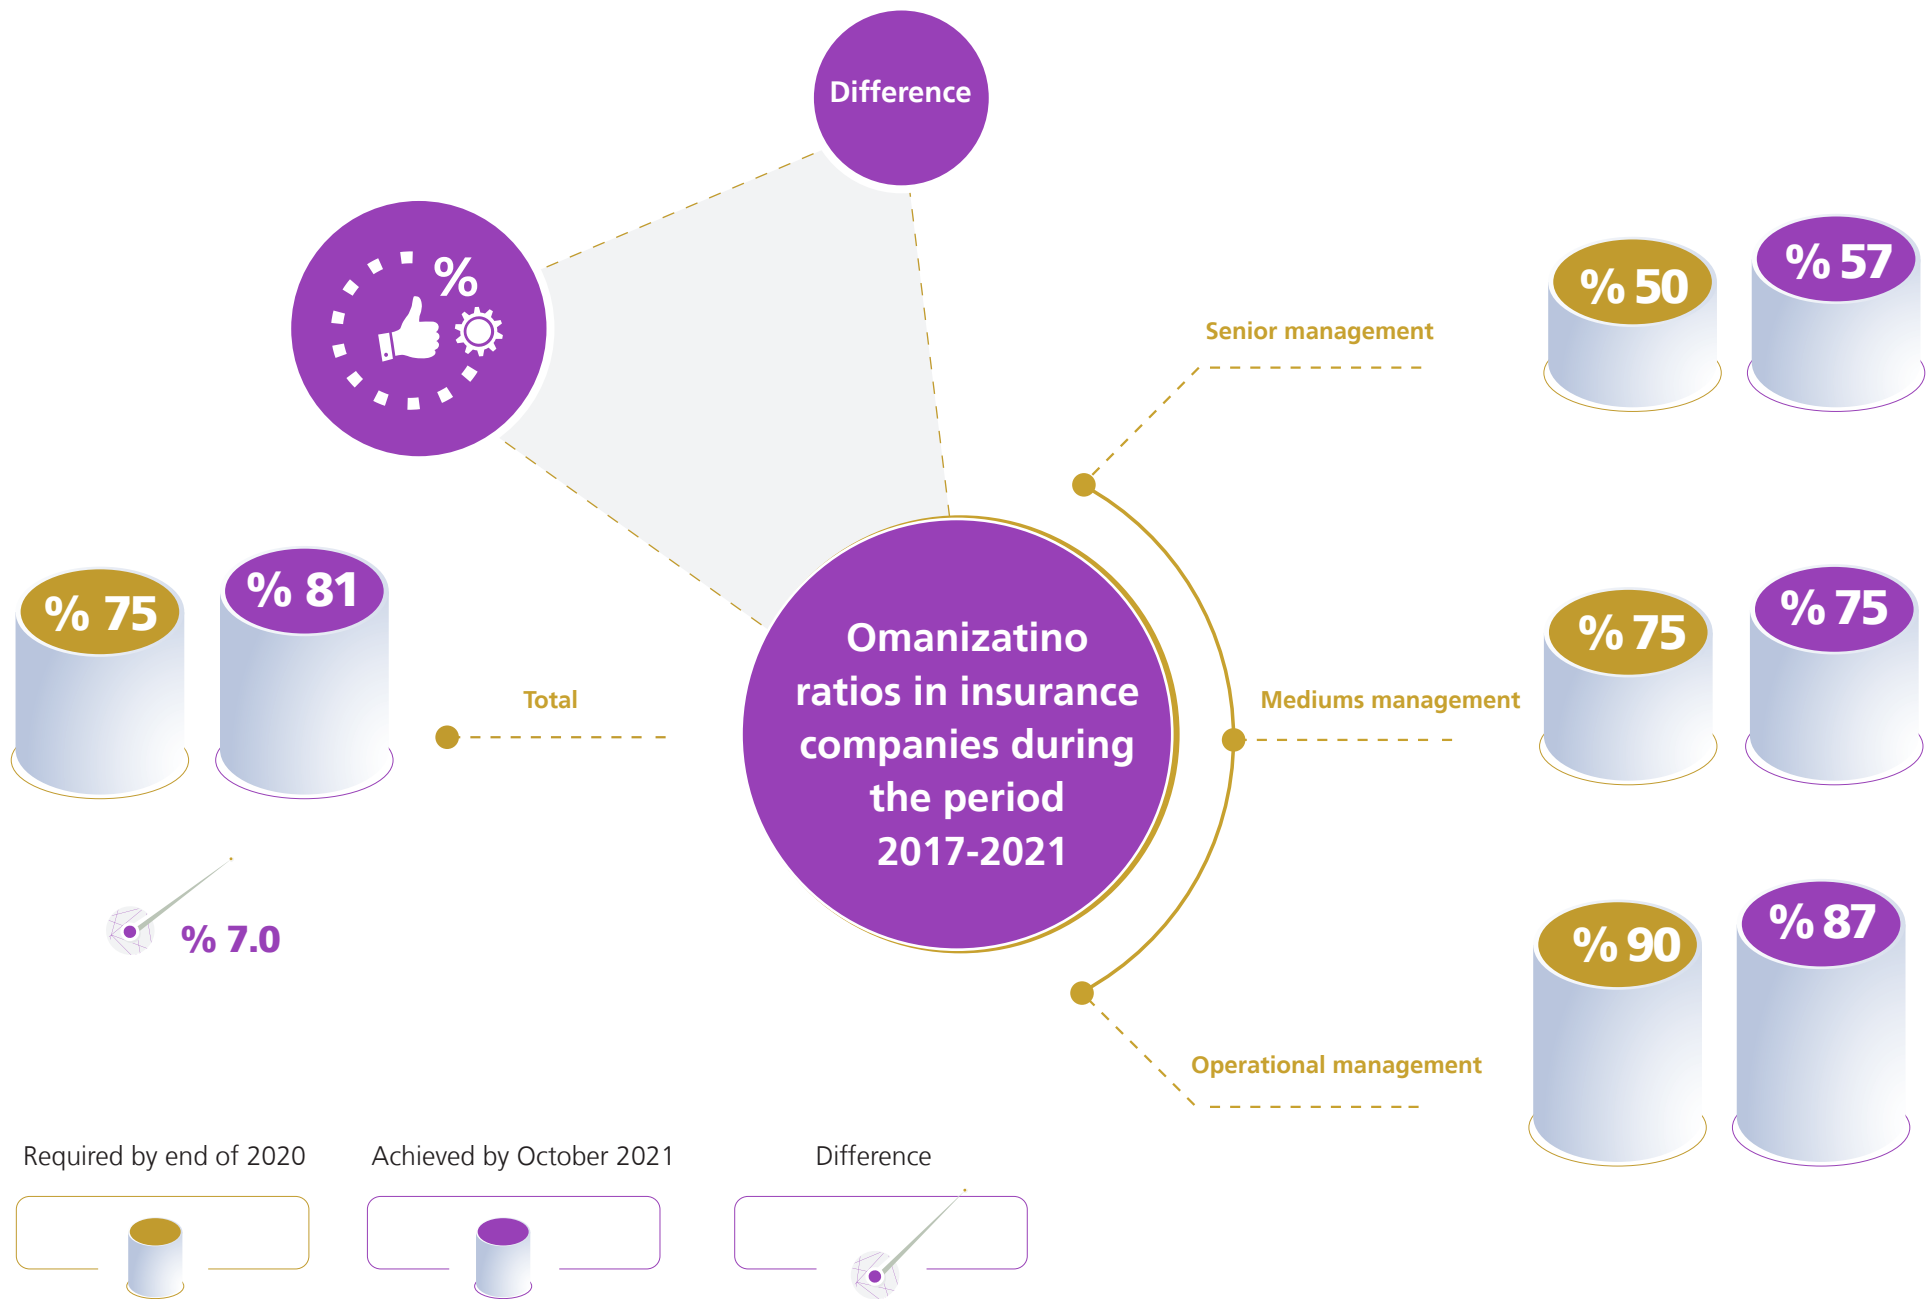 Difference
%
Senior management
% 50
% 57
Omanizatino
ratios in insurance
companies during
the period
2017-2021
Total
% 75
% 81
% 7.0
Mediums management
% 75
% 75
Operational management
% 90
% 87
Required by end of 2020
Achieved by October 2021
Difference